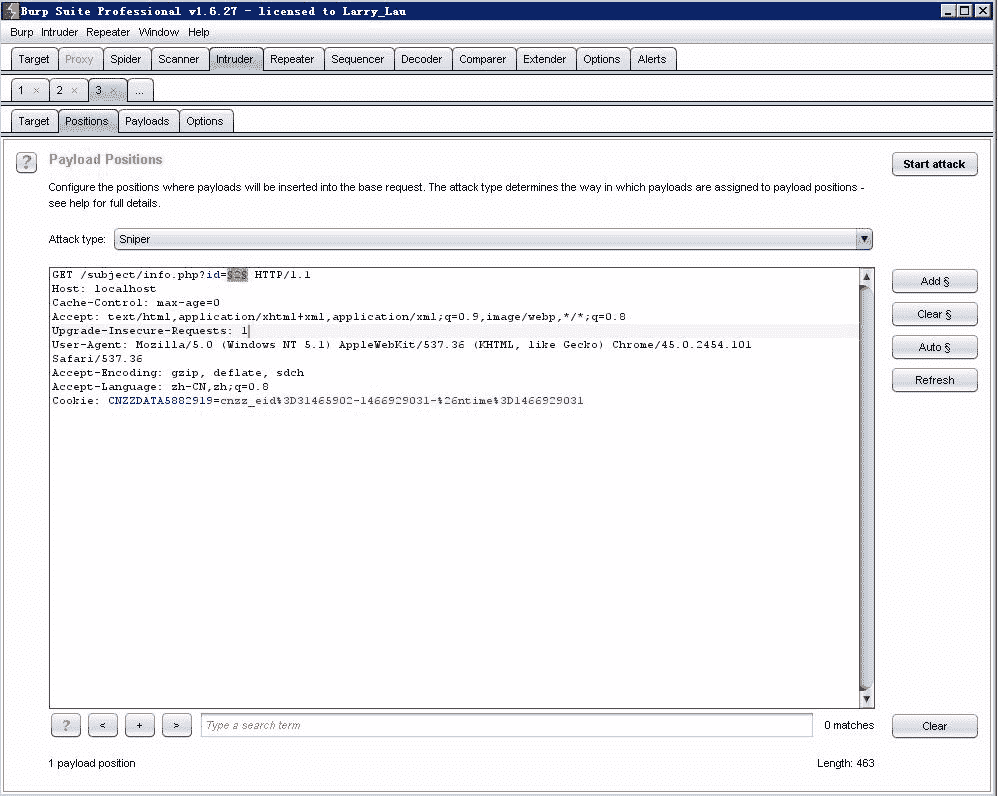 Burp Suite Professional v1.6.27 - licensed to Larry_Lau
Burp Intruder Repeater Window Help
Target Proxy Spider Scanner Intruder Repeater Sequencer Decoder Comparer Extender Options Alerts
1 × 2 × 3 × ...
Target Positions Payloads Options
? Payload Positions
Start attack
Configure the positions where payloads will be inserted into the base request. The attack type determines the way in which payloads are assigned to payload positions -
see help for full details.
Attack type: Sniper
GET /subject/info.php?id=§2§ HTTP/1.1
Host: localhost
Cache-Control: max-age=0
Accept: text/html,application/xhtml+xml,application/xml;q=0.9,image/webp,*/*;q=0.8
Upgrade-Insecure-Requests: 1
User-Agent: Mozilla/5.0 (Windows NT 5.1) AppleWebKit/537.36 (KHTML, like Gecko) Chrome/45.0.2454.101
Safari/537.36
Accept-Encoding: gzip, deflate, sdch
Accept-Language: zh-CN,zh;q=0.8
Cookie: CNZZDATA5882919=cnzz_eid%3D31465902-1466929031-%26ntime%3D1466929031
Add §
Clear §
Auto §
Refresh
? < + > Type a search term 0 matches Clear
1 payload position Length: 463